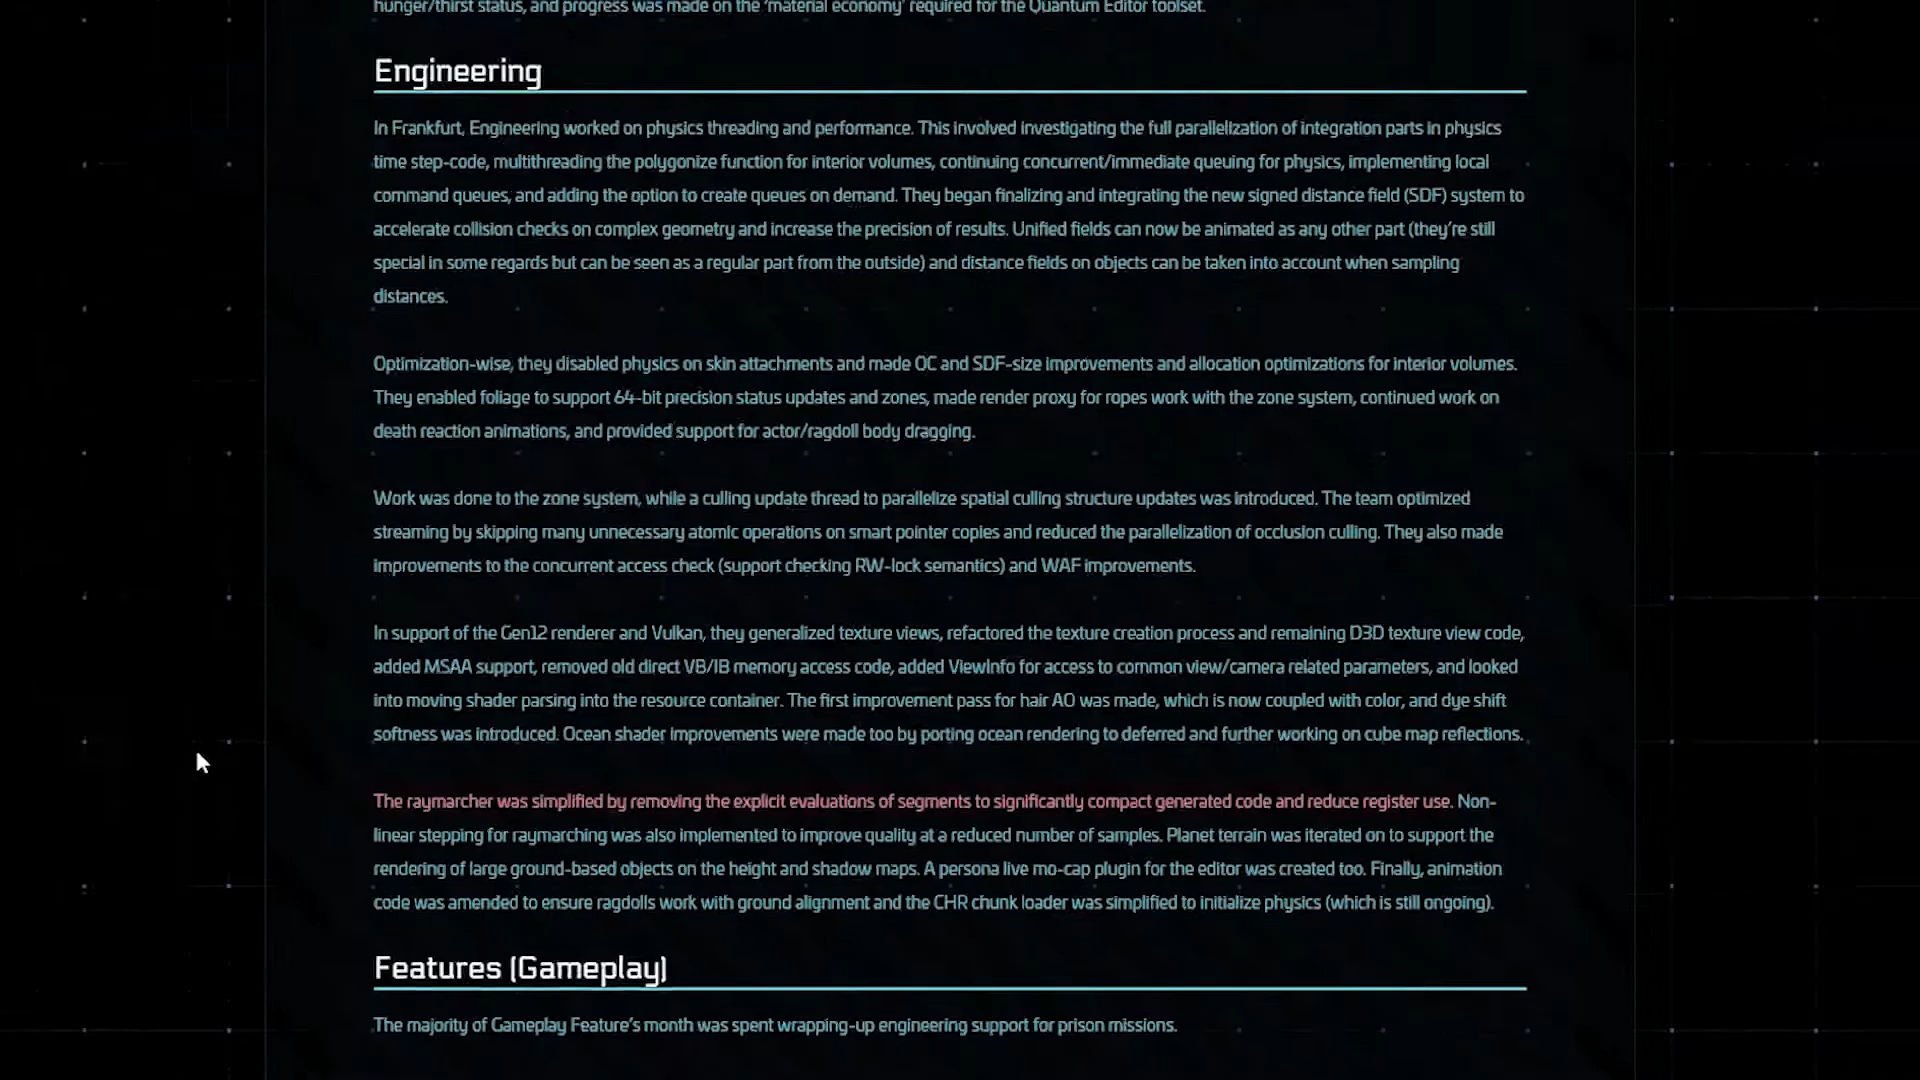 hunger/thirst status, and progress was made on the 'material economy' required for the Quantum Editor toolset.
Engineering
In Frankfurt, Engineering worked on physics threading and performance. This involved investigating the full parallelization of integration parts in physics
time step-code, multithreading the polygonize function for interior volumes, continuing concurrent/immediate queuing for physics, implementing local
command queues, and adding the option to create queues on demand. They began finalizing and integrating the new signed distance field (SDF) system to
accelerate collision checks on complex geometry and increase the precision of results. Unified fields can now be animated as any other part (they're still
special in some regards but can be seen as a regular part from the outside) and distance fields on objects can be taken into account when sampling
distances.
Optimization-wise, they disabled physics on skin attachments and made OC and SDF-size improvements and allocation optimizations for interior volumes.
They enabled foliage to support 64-bit precision status updates and zones, made render proxy for ropes work with the zone system, continued work on
death reaction animations, and provided support for actor/ragdoll body dragging.
Work was done to the zone system, while a culling update thread to parallelize spatial culling structure updates was introduced. The team optimized
streaming by skipping many unnecessary atomic operations on smart pointer copies and reduced the parallelization of occlusion culling. They also made
improvements to the concurrent access check (support checking RW-lock semantics) and WAF improvements.
In support of the Gen12 renderer and Vulkan, they generalized texture views, refactored the texture creation process and remaining D3D texture view code,
added MSAA support, removed old direct VB/IB memory access code, added ViewInfo for access to common view/camera related parameters, and looked
into moving shader parsing into the resource container. The first improvement pass for hair AO was made, which is now coupled with color, and dye shift
softness was introduced. Ocean shader improvements were made too by porting ocean rendering to deferred and further working on cube map reflections.
The raymarcher was simplified by removing the explicit evaluations of segments to significantly compact generated code and reduce register use. Non-
linear stepping for raymarching was also implemented to improve quality at a reduced number of samples. Planet terrain was iterated on to support the
rendering of large ground-based objects on the height and shadow maps. A persona live mo-cap plugin for the editor was created too. Finally, animation
code was amended to ensure ragdolls work with ground alignment and the CHR chunk loader was simplified to initialize physics (which is still ongoing).
Features (Gameplay)
The majority of Gameplay Feature's month was spent wrapping-up engineering support for prison missions.